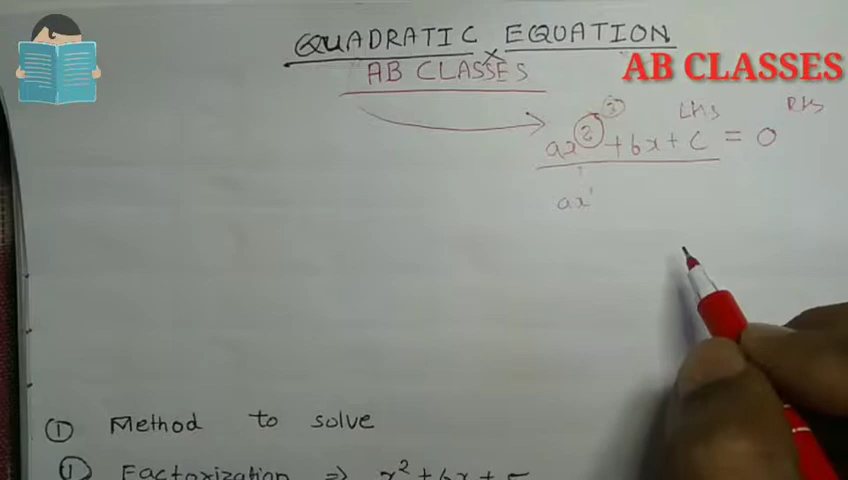 QUADRATIC EQUATION
AB CLASSES
AB CLASSES
LHS RHS
ax² + bx + c = 0
ax¹
① Method to solve
① Factorization ⇒ x² + 6x + 5